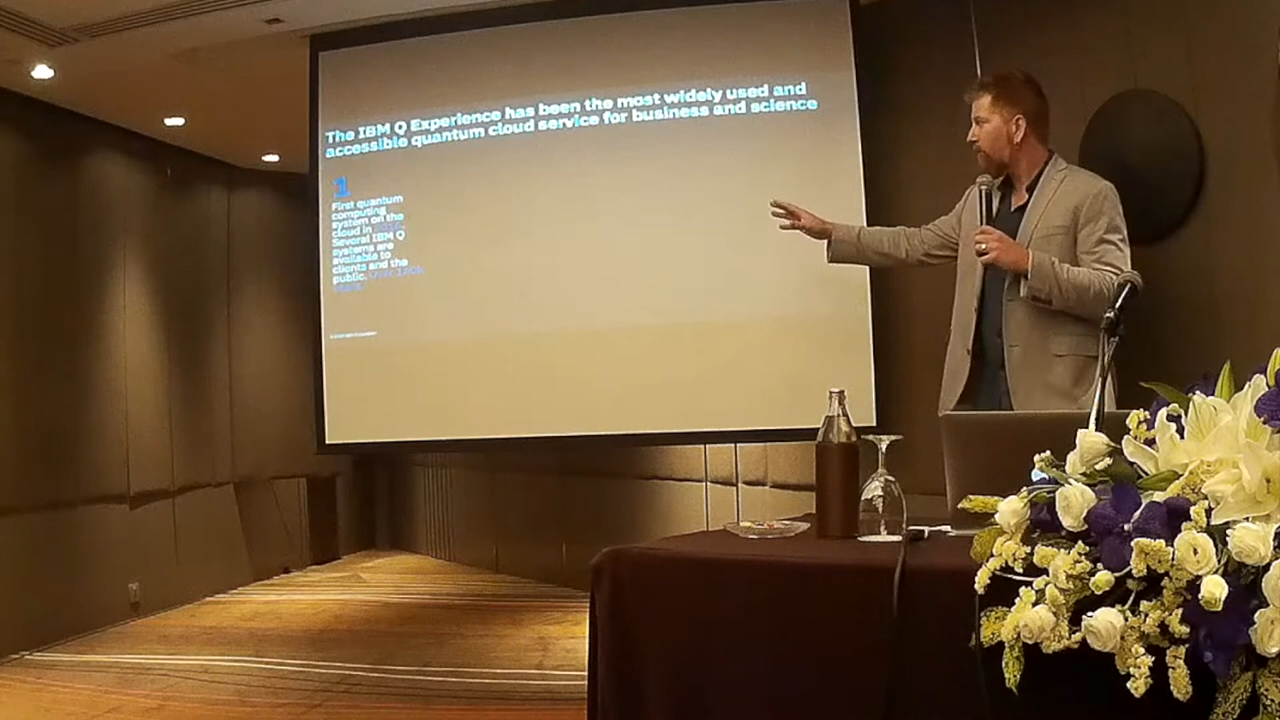 The IBM Q Experience has been the most widely used and
accessible quantum cloud service for business and science
1
First quantum
computing
system on the
cloud in
Several IBM Q
systems are
available to
clients and the
public. Over